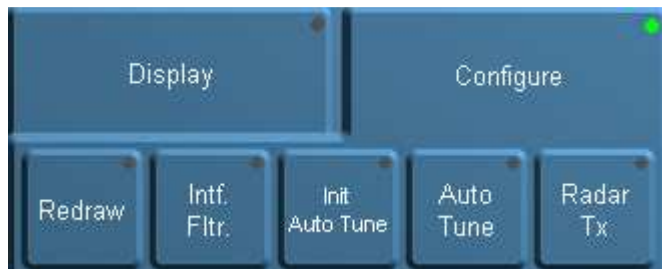 Display
Configure
Redraw
Intf.
Fltr.
Init
Auto Tune
Auto
Tune
Radar
Tx